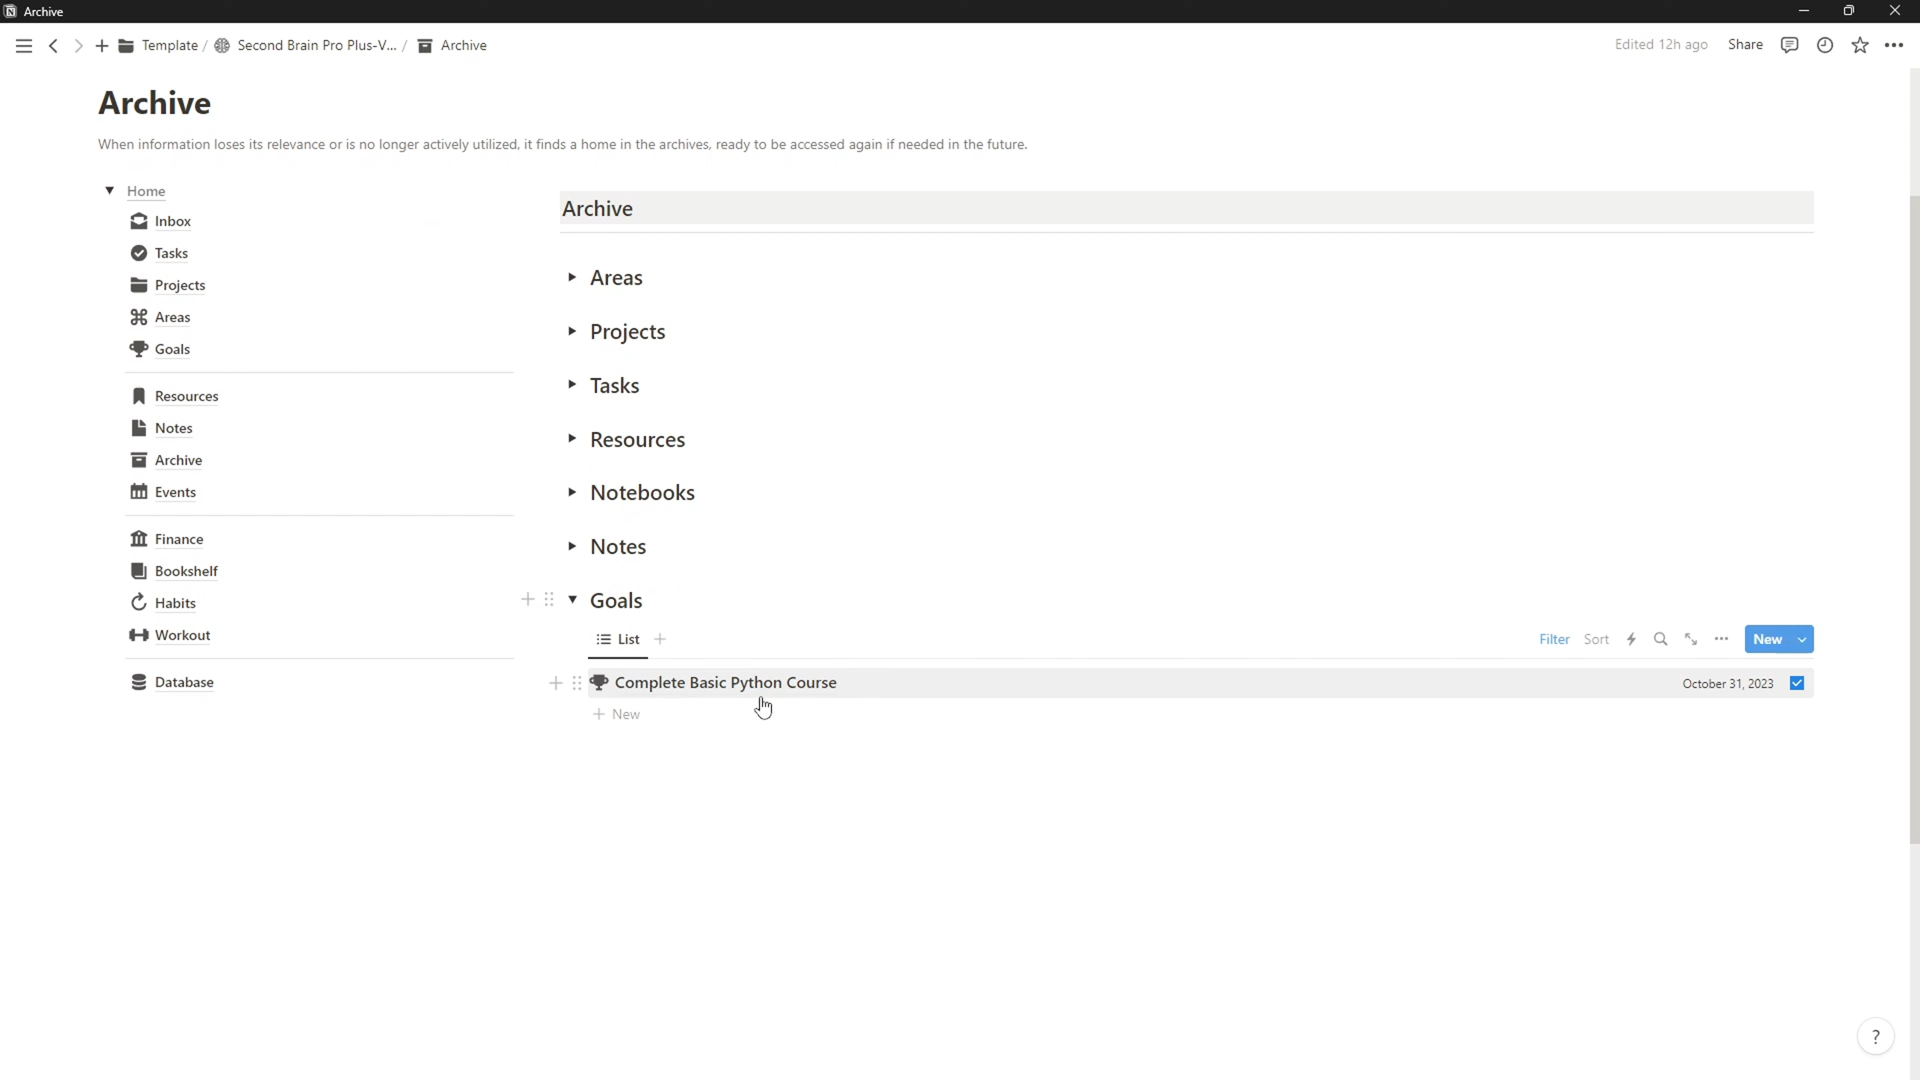 Archive
Template / Second Brain Pro Plus-V... / Archive
Edited 12h ago Share
Archive
When information loses its relevance or is no longer actively utilized, it finds a home in the archives, ready to be accessed again if needed in the future.
Home
Inbox
Tasks
Projects
Areas
Goals
Resources
Notes
Archive
Events
Finance
Bookshelf
Habits
Workout
Database
Archive
Areas
Projects
Tasks
Resources
Notebooks
Notes
Goals
List
Filter Sort New
Complete Basic Python Course October 31, 2023
New
?